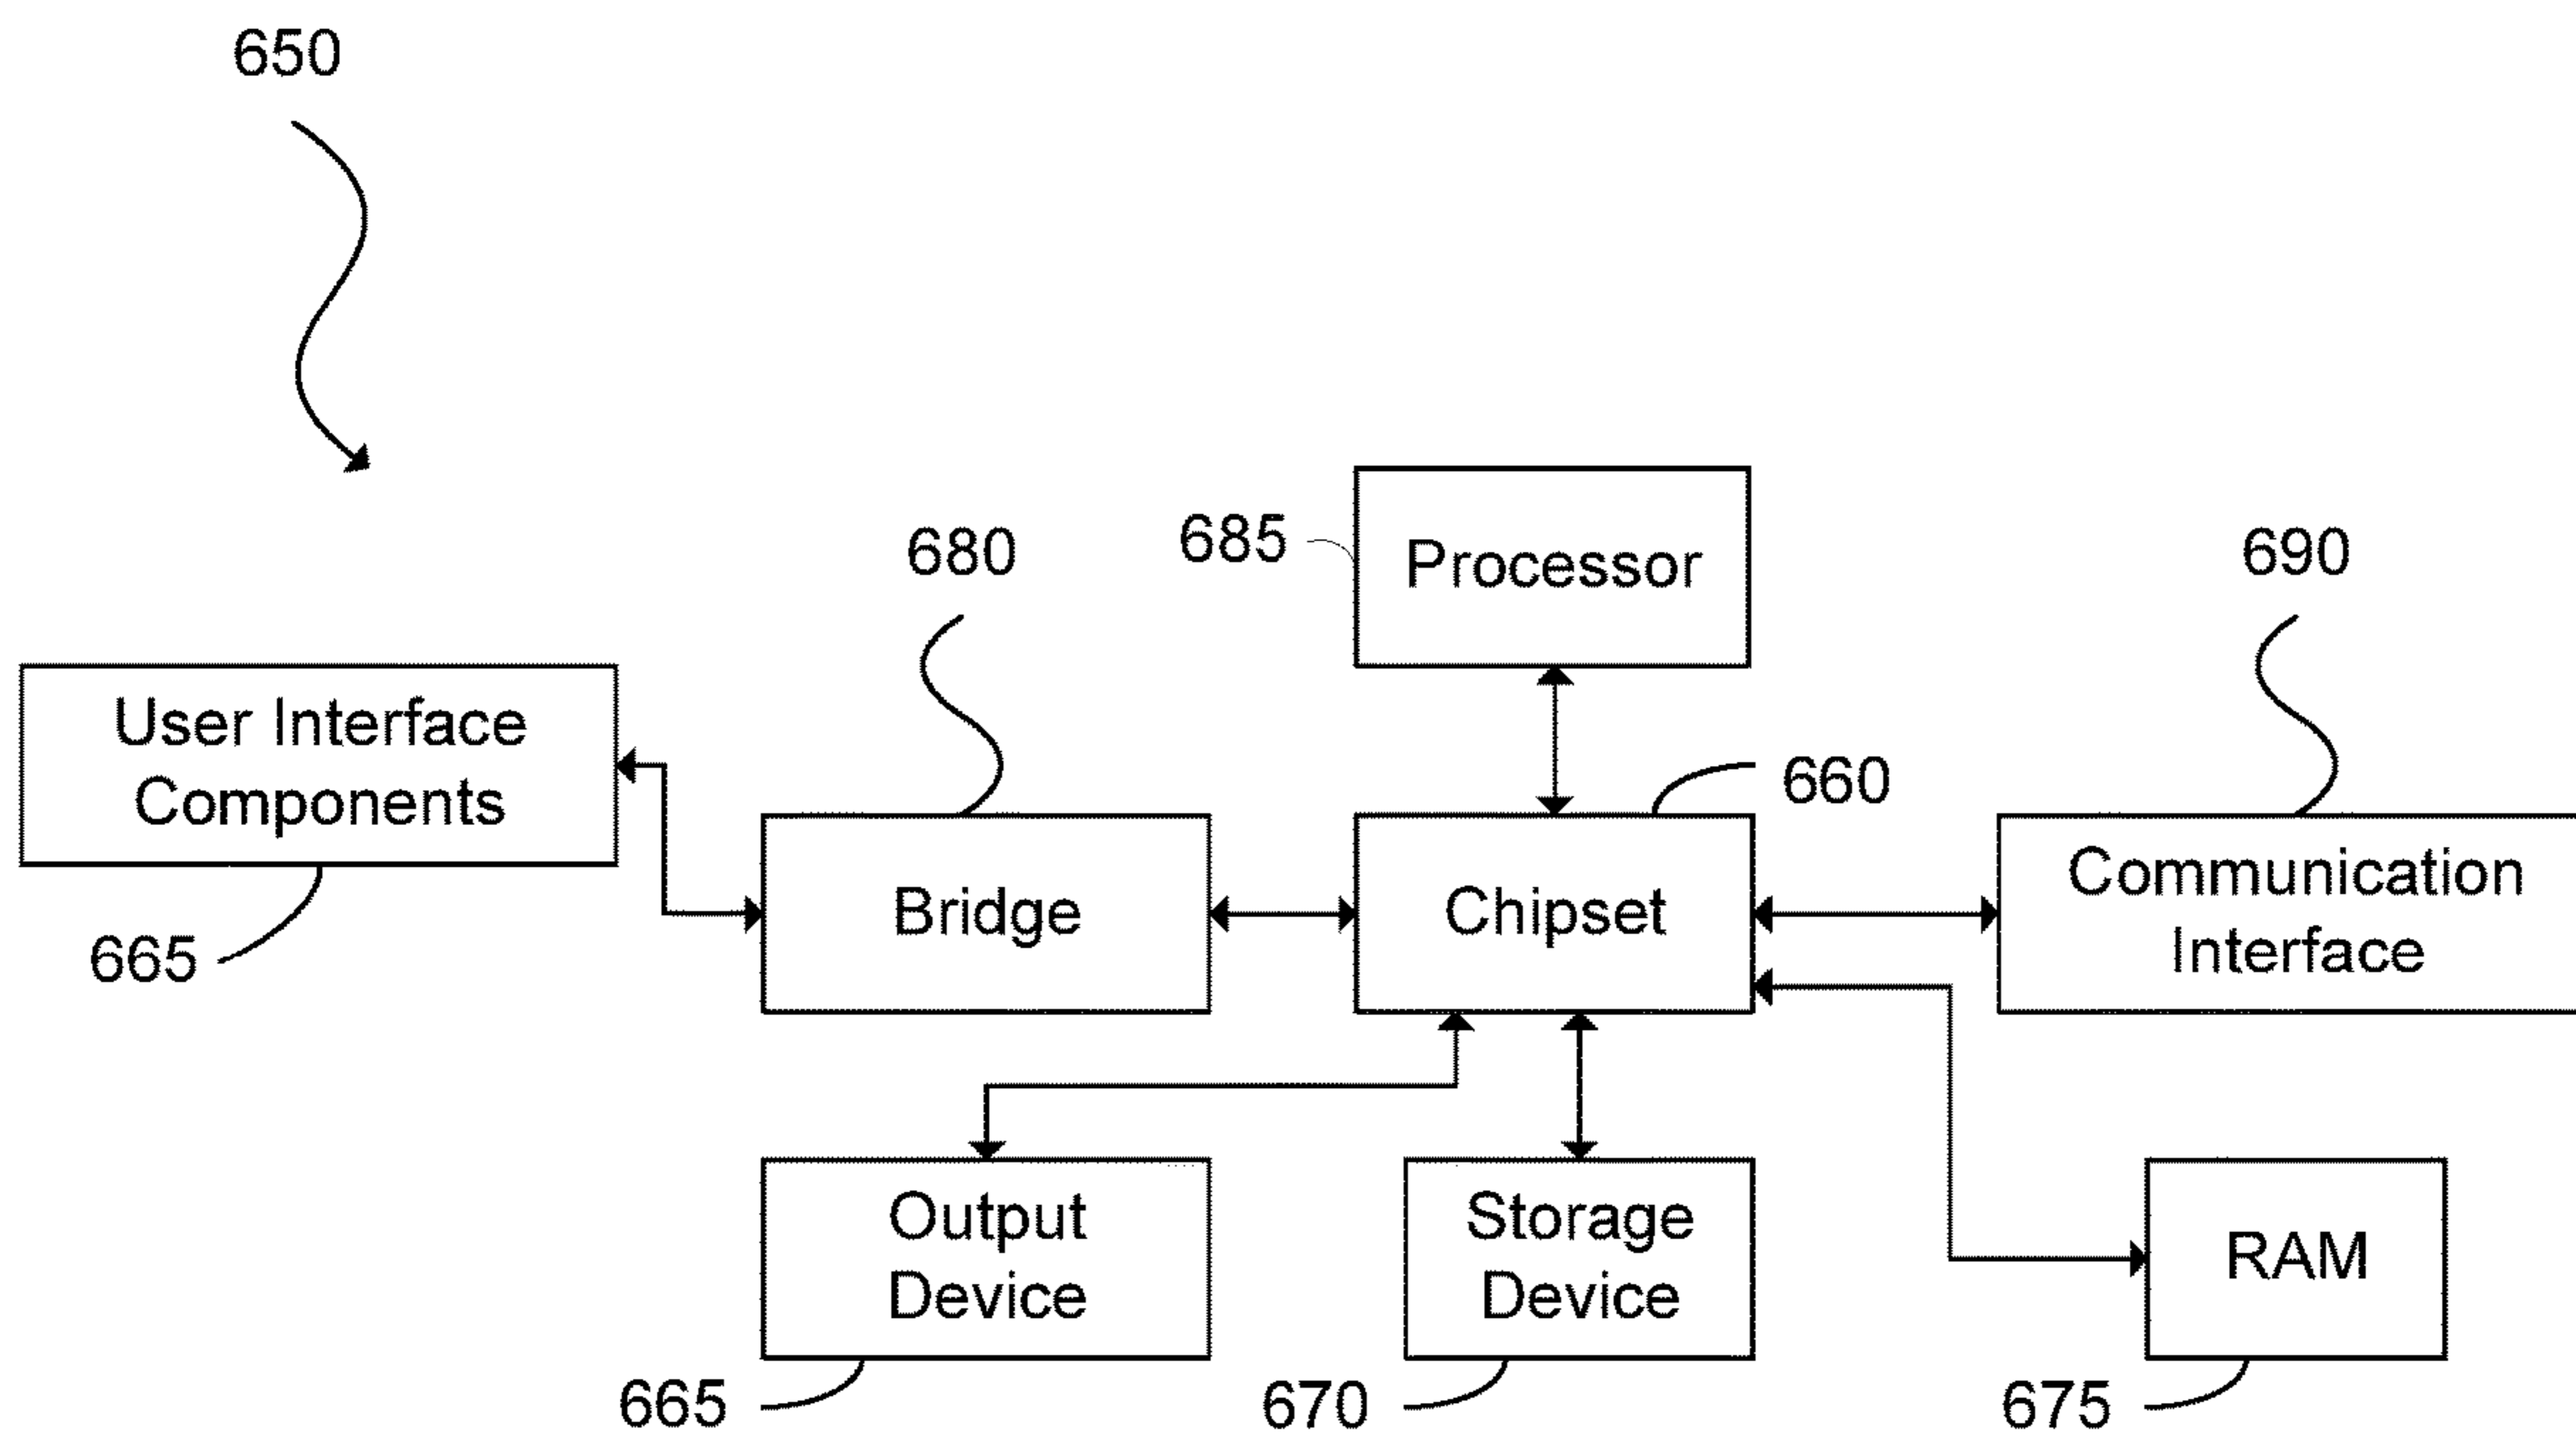 650
685
Processor
680
690
User Interface
Components
660
665
Bridge
Chipset
Communication
Interface
Output
Device
Storage
Device
RAM
665
670
675